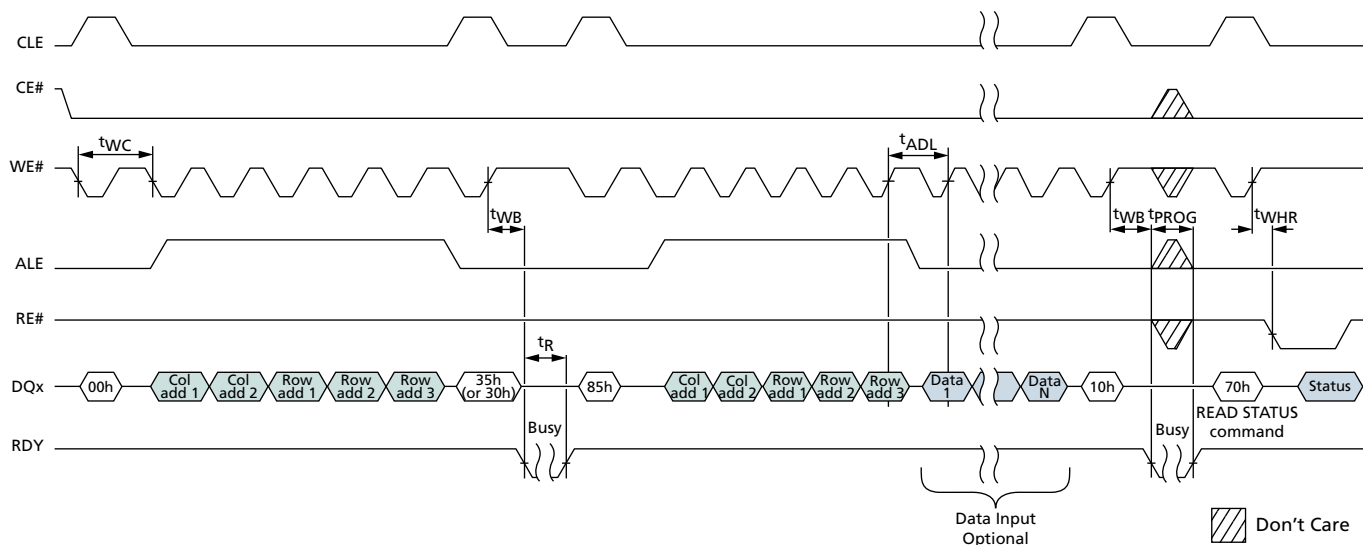 CLE
CE#
tWC
tADL
WE#
tWB
tWB
tPROG
tWHR
ALE
RE#
tR
DQx
00h
Col
add 1
Col
add 2
Row
add 1
Row
add 2
Row
add 3
35h
(or 30h)
85h
Col
add 1
Col
add 2
Row
add 1
Row
add 2
Row
add 3
Data
1
Data
N
10h
70h
Status
READ STATUS
command
Busy
Busy
RDY
Data Input
Optional
Don't Care